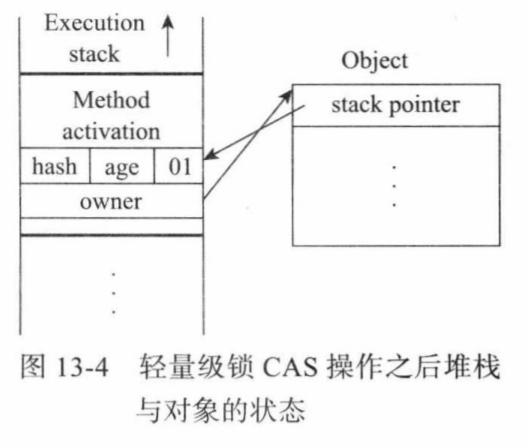 Execution
stack
Object
Method
activation
stack pointer
hash age 01
owner
图 13-4 轻量级锁 CAS 操作之后堆栈
与对象的状态